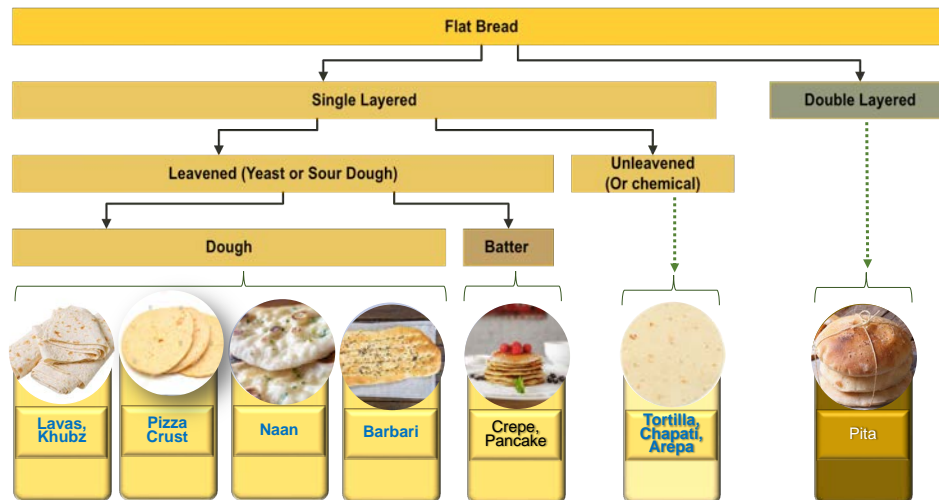 Flat Bread
Single Layered
Double Layered
Leavened (Yeast or Sour Dough)
Unleavened
(Or chemical)
Dough
Batter
Lavas,
Khubz
Pizza
Crust
Naan
Barbari
Crepe,
Pancake
Tortilla,
Chapati,
Arepa
Pita